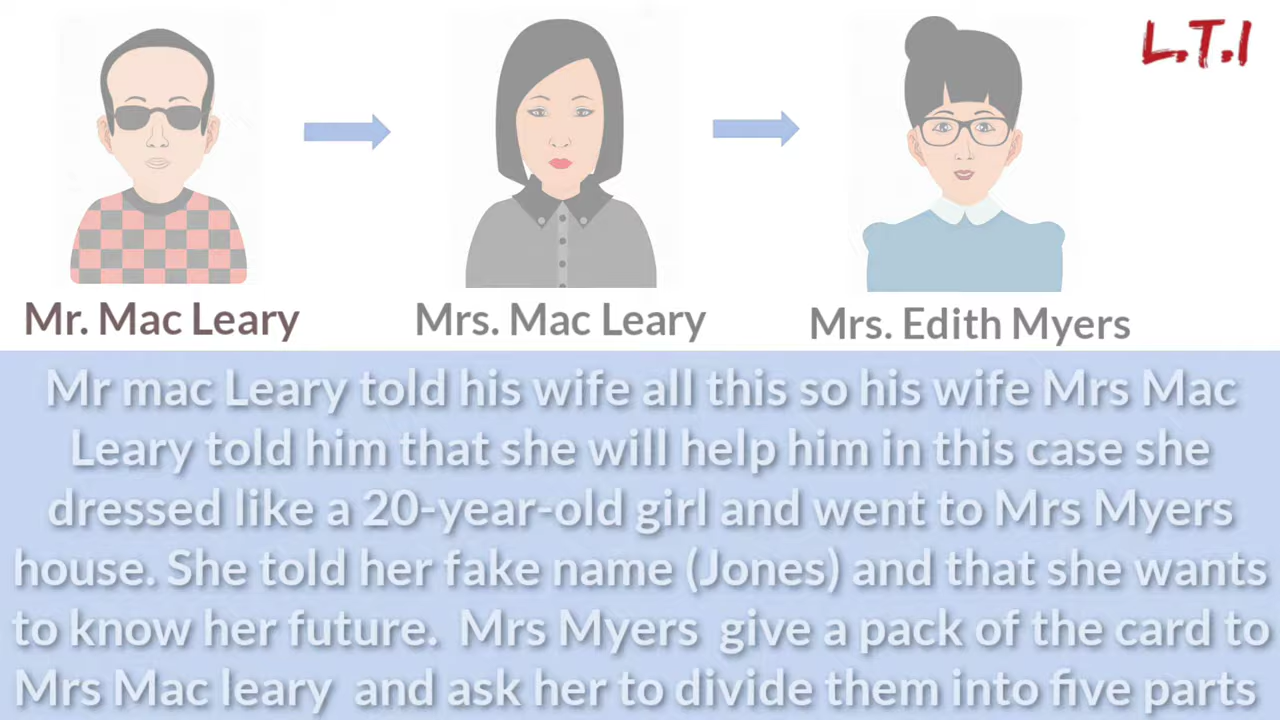 L.T.I
Mr. Mac Leary
Mrs. Mac Leary
Mrs. Edith Myers
Mr mac Leary told his wife all this so his wife Mrs Mac
Leary told him that she will help him in this case she
dressed like a 20-year-old girl and went to Mrs Myers
house. She told her fake name (Jones) and that she wants
to know her future. Mrs Myers give a pack of the card to
Mrs Mac leary and ask her to divide them into five parts